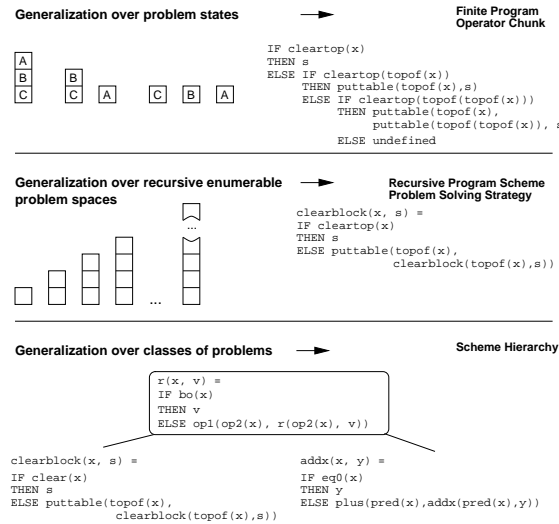 Generalization over problem states
Finite Program
Operator Chunk
A
B
C
B
C
A
C
B
A
IF cleartop(x)
THEN s
ELSE IF cleartop(topof(x))
THEN puttable(topof(x),s)
ELSE IF cleartop(topof(topof(x)))
THEN puttable(topof(x),
puttable(topof(topof(x)), s
ELSE undefined
Generalization over recursive enumerable
problem spaces
Recursive Program Scheme
Problem Solving Strategy
...
...
clearblock(x, s) =
IF cleartop(x)
THEN s
ELSE puttable(topof(x),
clearblock(topof(x),s))
Generalization over classes of problems
Scheme Hierarchy
r(x, v) =
IF bo(x)
THEN v
ELSE op1(op2(x), r(op2(x), v))
clearblock(x, s) =
IF clear(x)
THEN s
ELSE puttable(topof(x),
clearblock(topof(x),s))
addx(x, y) =
IF eq0(x)
THEN y
ELSE plus(pred(x),addx(pred(x),y))